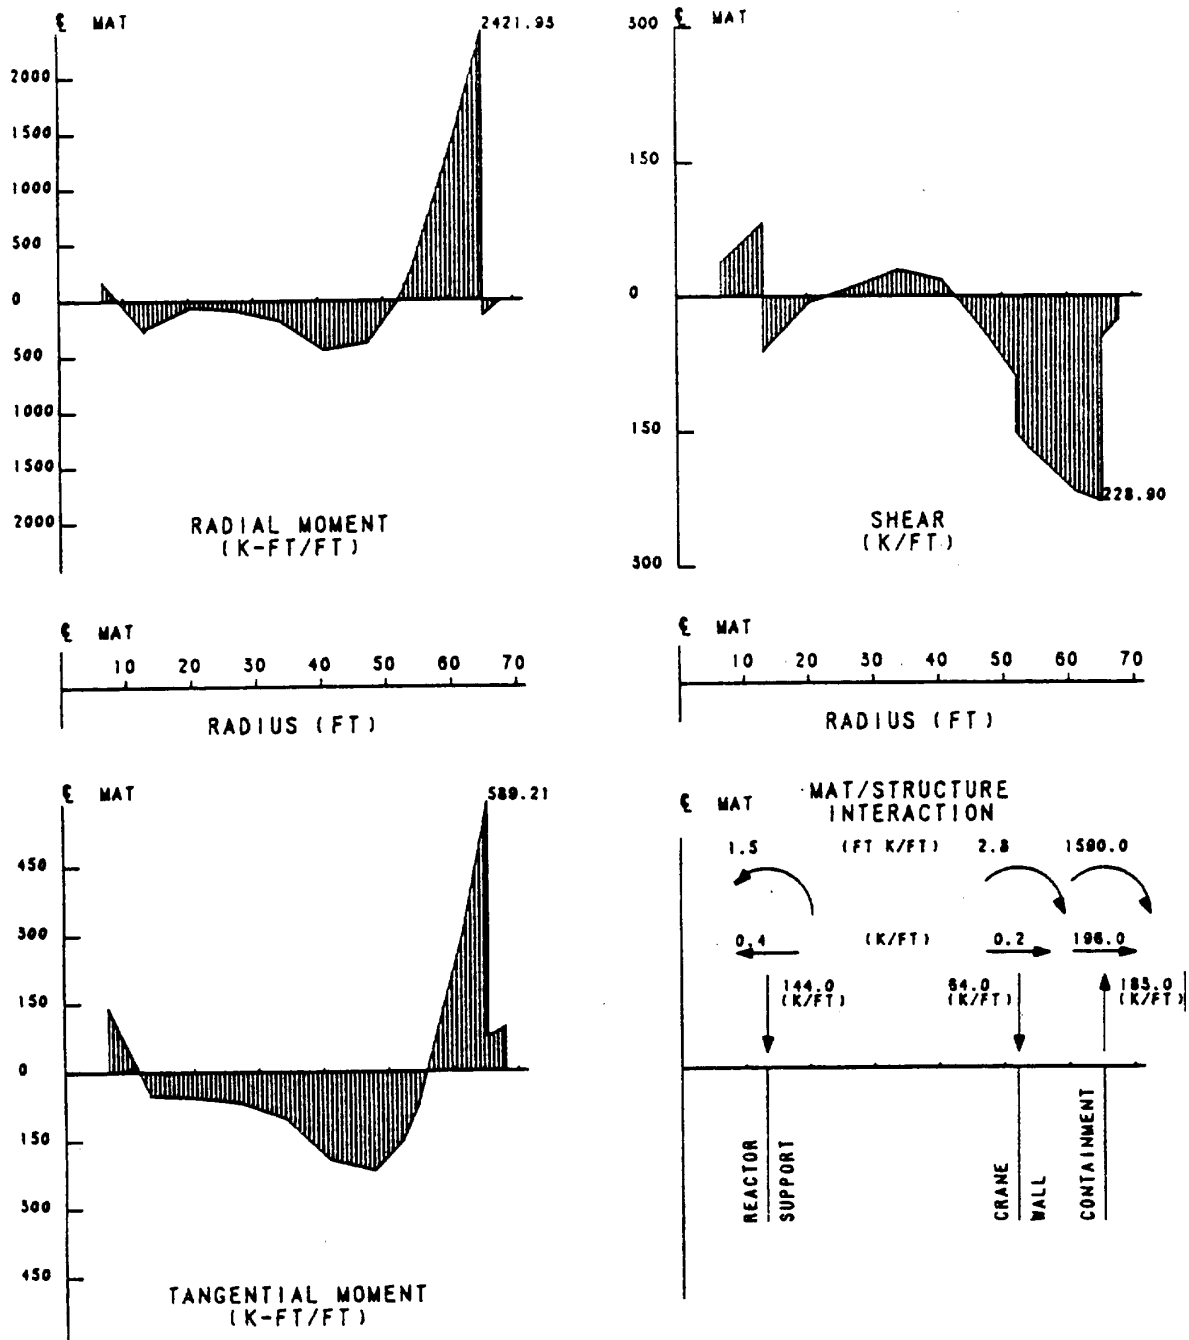 ℄ MAT
2421.95
2000
1500
1000
500
0
500
1000
1500
2000
RADIAL MOMENT
(K-FT/FT)
℄ MAT
300
150
0
150
300
228.90
SHEAR
(K/FT)
℄ MAT
10 20 30 40 50 60 70
RADIUS (FT)
℄ MAT
10 20 30 40 50 60 70
RADIUS (FT)
℄ MAT
589.21
450
300
150
0
150
300
450
TANGENTIAL MOMENT
(K-FT/FT)
℄ MAT
MAT/STRUCTURE
INTERACTION
1.5 (FT K/FT) 2.8 1590.0
0.4 (K/FT) 0.2 196.0
144.0
(K/FT)
64.0
(K/FT)
185.0
(K/FT)
REACTOR
SUPPORT
CRANE
WALL
CONTAINMENT